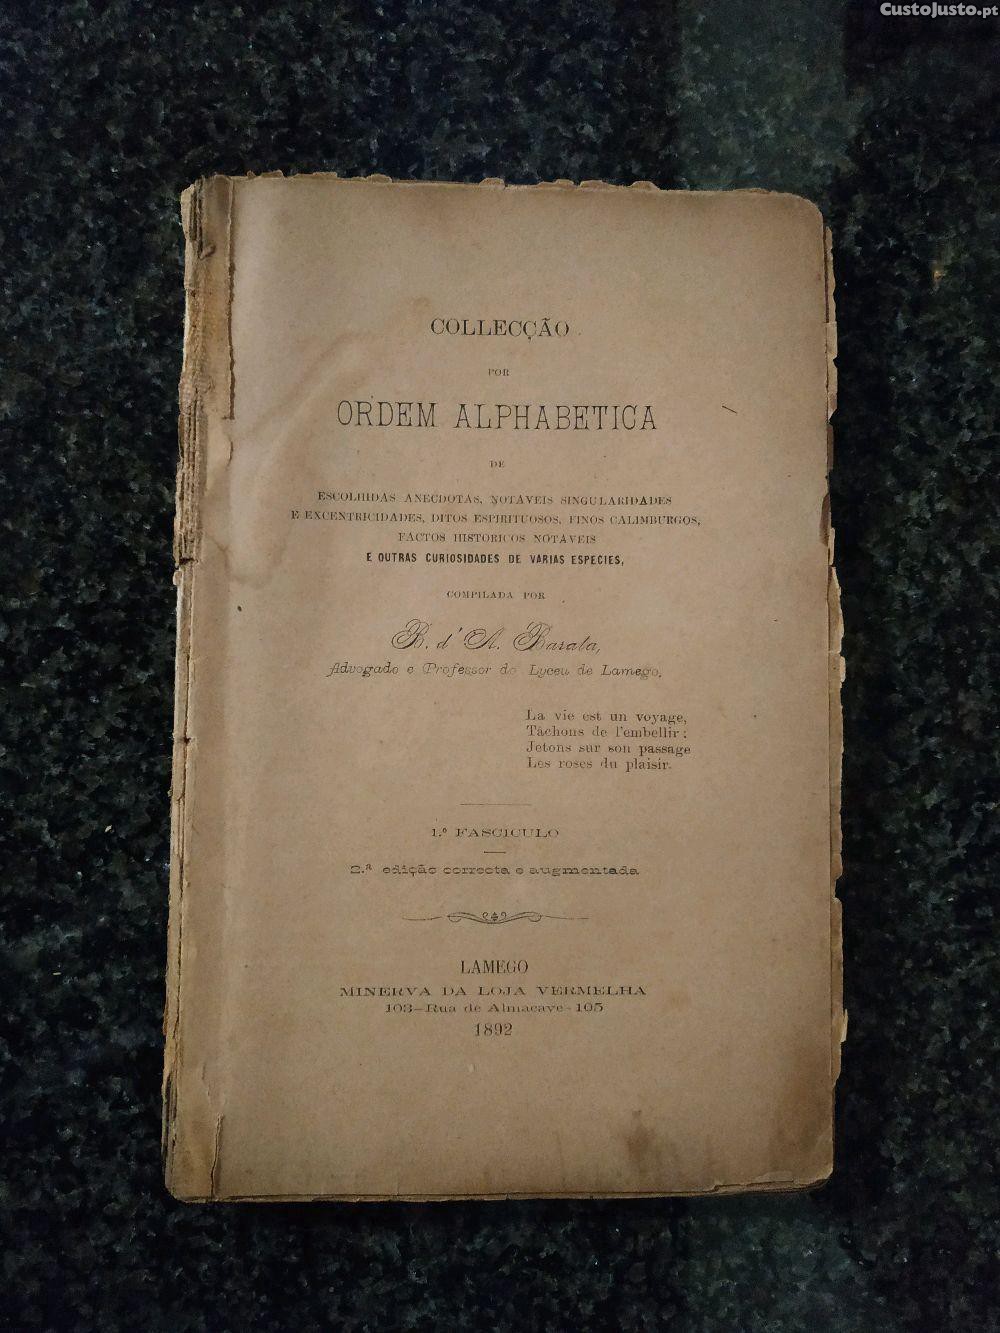 CustoJusto.pt
COLLECÇÃO
POR
ORDEM ALPHABETICA
DE
ESCOLHIDAS ANECDOTAS, NOTAVEIS SINGULARIDADES
E EXCENTRICIDADES, DITOS ESPIRITUOSOS, FINOS CALIMBURGOS,
FACTOS HISTORICOS NOTAVEIS
E OUTRAS CURIOSIDADES DE VARIAS ESPECIES,
COMPILADA POR
B. d'A. Barata,
Advogado e Professor do Lyceu de Lamego,
La vie est un voyage,
Tâchons de l'embellir;
Jetons sur son passage
Les roses du plaisir.
1.º FASCICULO
2.ª edição correcta e augmentada
LAMEGO
MINERVA DA LOJA VERMELHA
103—Rua de Almacave—105
1892